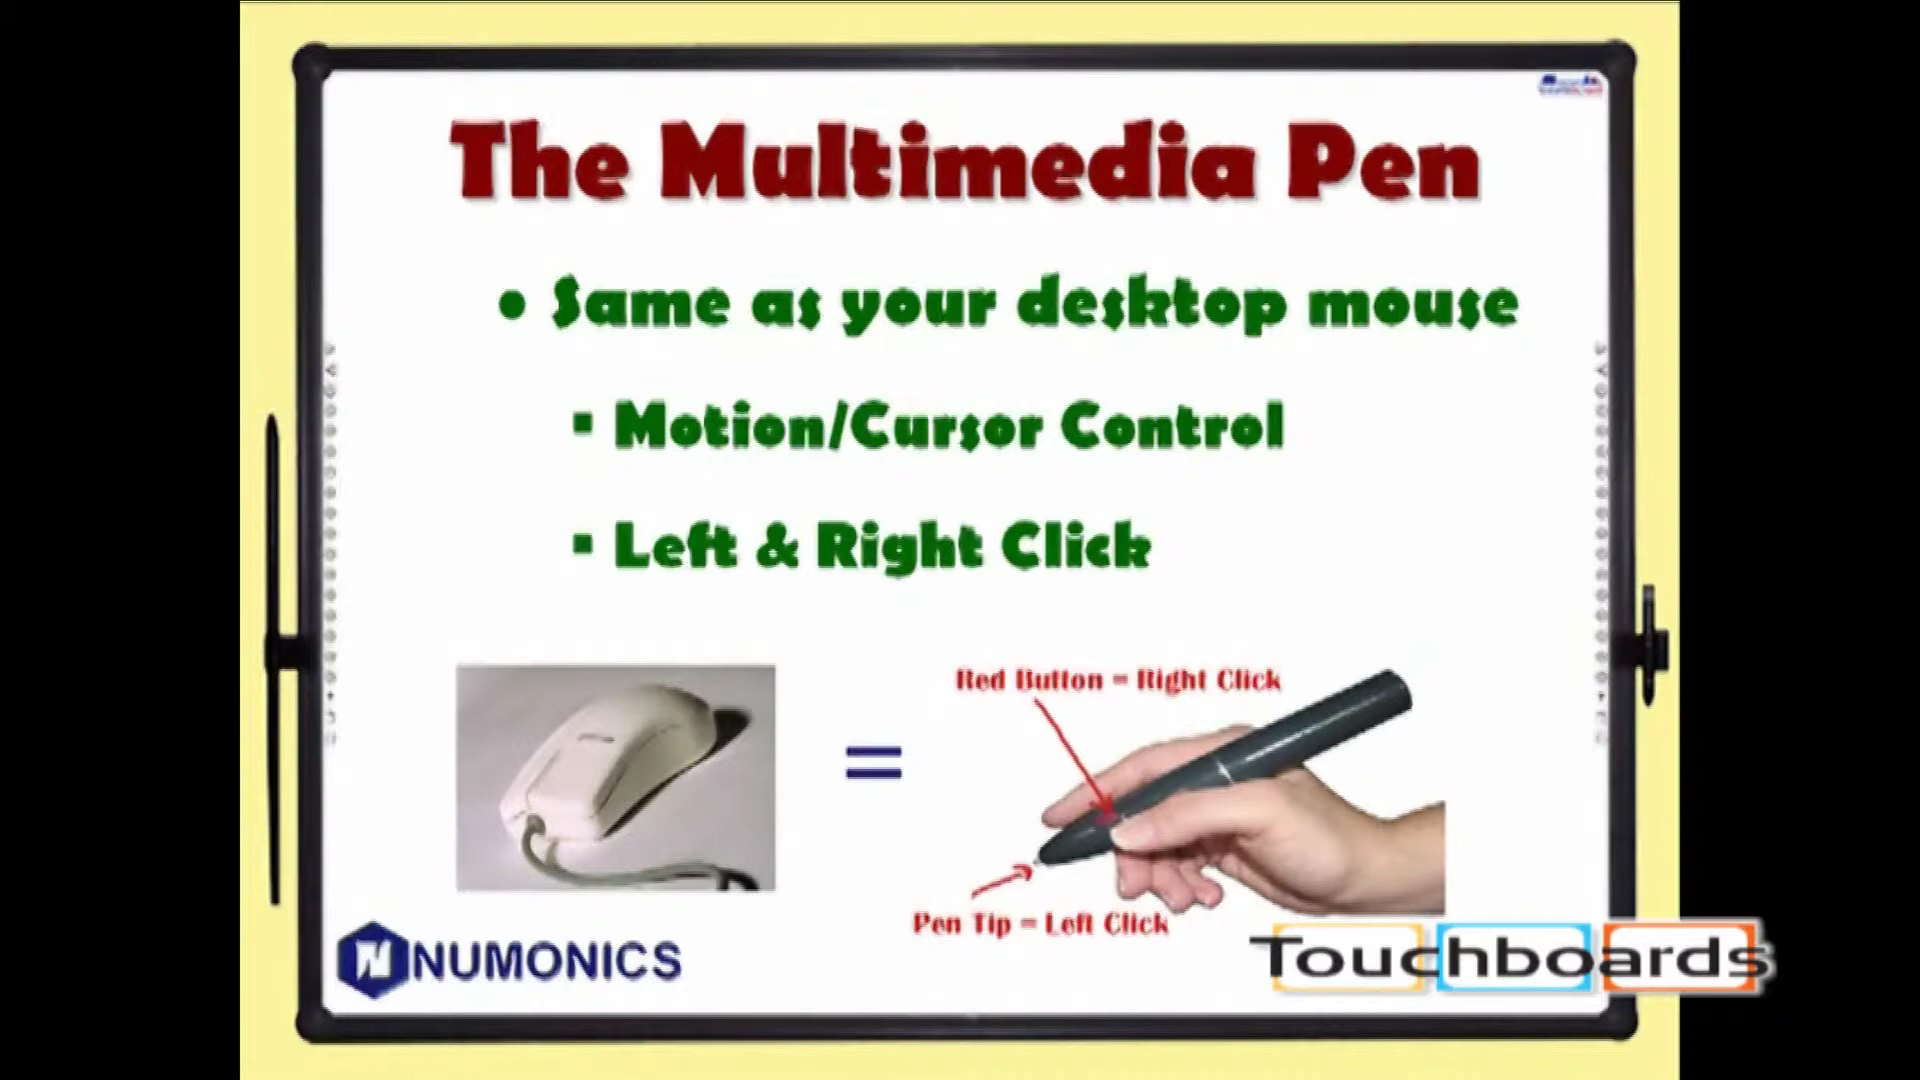 The Multimedia Pen
• Same as your desktop mouse
▪ Motion/Cursor Control
▪ Left & Right Click
Red Button = Right Click
=
Pen Tip = Left Click
NUMONICS
Touchboards